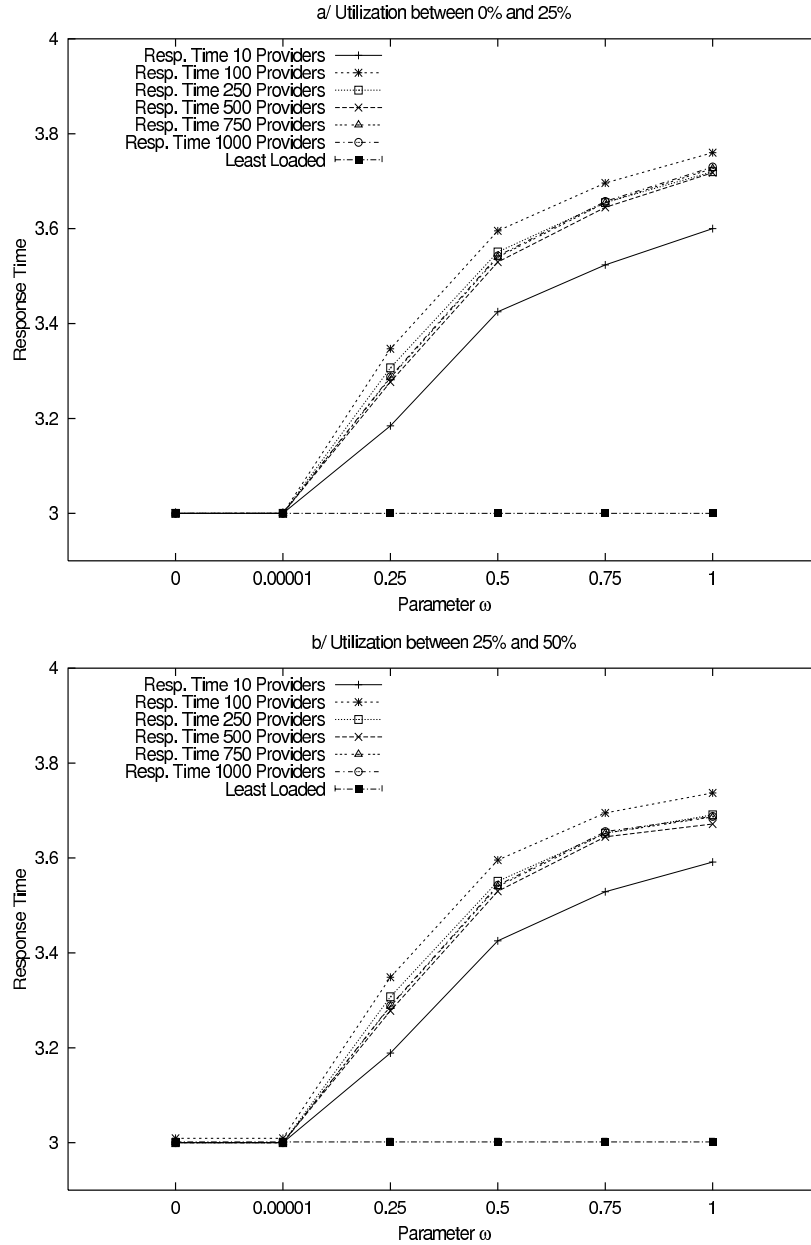 a/ Utilization between 0% and 25%
4
3.8
3.6
3.4
3.2
3
Response Time
Resp. Time 10 Providers
Resp. Time 100 Providers
Resp. Time 250 Providers
Resp. Time 500 Providers
Resp. Time 750 Providers
Resp. Time 1000 Providers
Least Loaded
0 0.00001 0.25 0.5 0.75 1
Parameter ω
b/ Utilization between 25% and 50%
4
3.8
3.6
3.4
3.2
3
Response Time
Resp. Time 10 Providers
Resp. Time 100 Providers
Resp. Time 250 Providers
Resp. Time 500 Providers
Resp. Time 750 Providers
Resp. Time 1000 Providers
Least Loaded
0 0.00001 0.25 0.5 0.75 1
Parameter ω